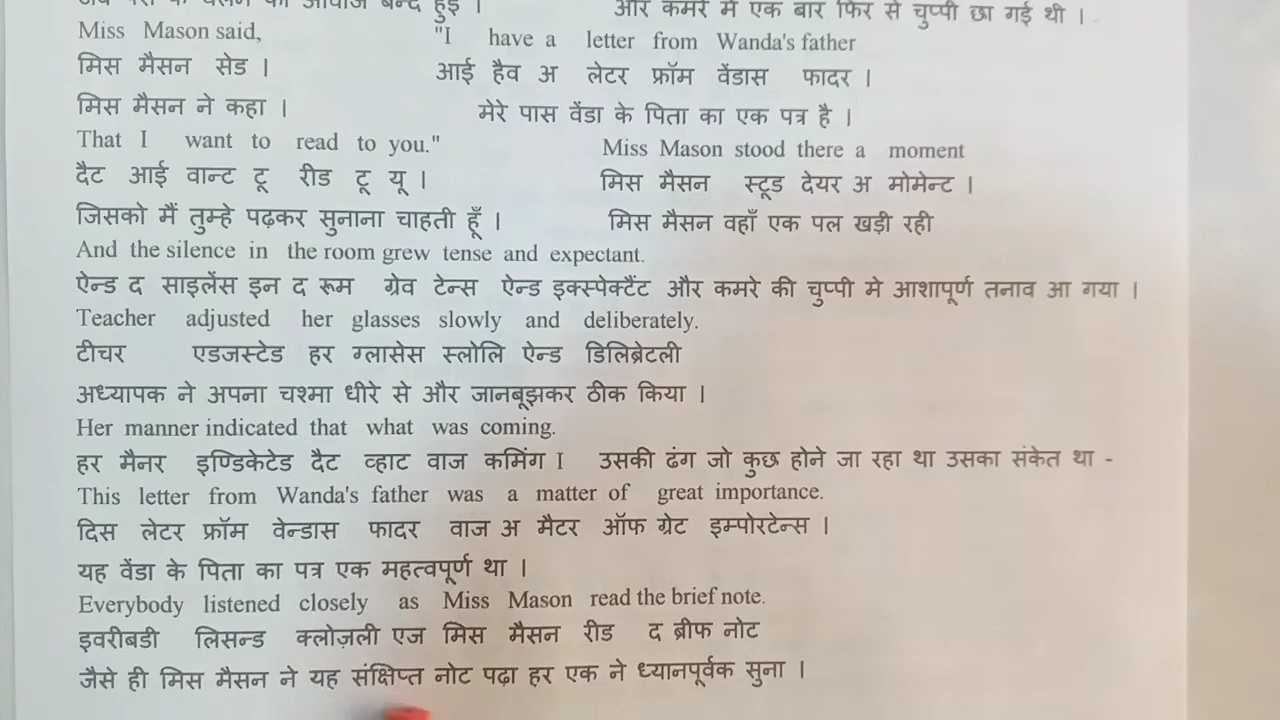 के चलने की आवाज बन्द हुई । और कमरे में एक बार फिर से चुप्पी छा गई थी ।
Miss Mason said, "I have a letter from Wanda's father
मिस मैसन सेड । आई हैव अ लेटर फ्रॉम वेंडास फादर ।
मिस मैसन ने कहा । मेरे पास वेंडा के पिता का एक पत्र है ।
That I want to read to you." Miss Mason stood there a moment
दैट आई वान्ट टू रीड टू यू । मिस मैसन स्टूड देयर अ मोमेन्ट ।
जिसको मैं तुम्हे पढ़कर सुनाना चाहती हूँ । मिस मैसन वहाँ एक पल खड़ी रही
And the silence in the room grew tense and expectant.
ऐन्ड द साइलेंस इन द रूम ग्रेव टेन्स ऐन्ड इक्स्पेक्टैंट और कमरे की चुप्पी मे आशापूर्ण तनाव आ गया ।
Teacher adjusted her glasses slowly and deliberately.
टीचर एडजस्टेड हर ग्लासेस स्लोलि ऐन्ड डिलिब्रेटली
अध्यापक ने अपना चश्मा धीरे से और जानबूझकर ठीक किया ।
Her manner indicated that what was coming.
हर मैनर इण्डिकेटेड दैट व्हाट वाज कमिंग I उसकी ढंग जो कुछ होने जा रहा था उसका संकेत था -
This letter from Wanda's father was a matter of great importance.
दिस लेटर फ्रॉम वेन्डास फादर वाज अ मैटर ऑफ ग्रेट इम्पोरटेन्स ।
यह वेंडा के पिता का पत्र एक महत्वपूर्ण था ।
Everybody listened closely as Miss Mason read the brief note.
इवरीबडी लिसन्ड क्लोज़ली एज मिस मैसन रीड द ब्रीफ नोट
जैसे ही मिस मैसन ने यह संक्षिप्त नोट पढ़ा हर एक ने ध्यानपूर्वक सुना ।